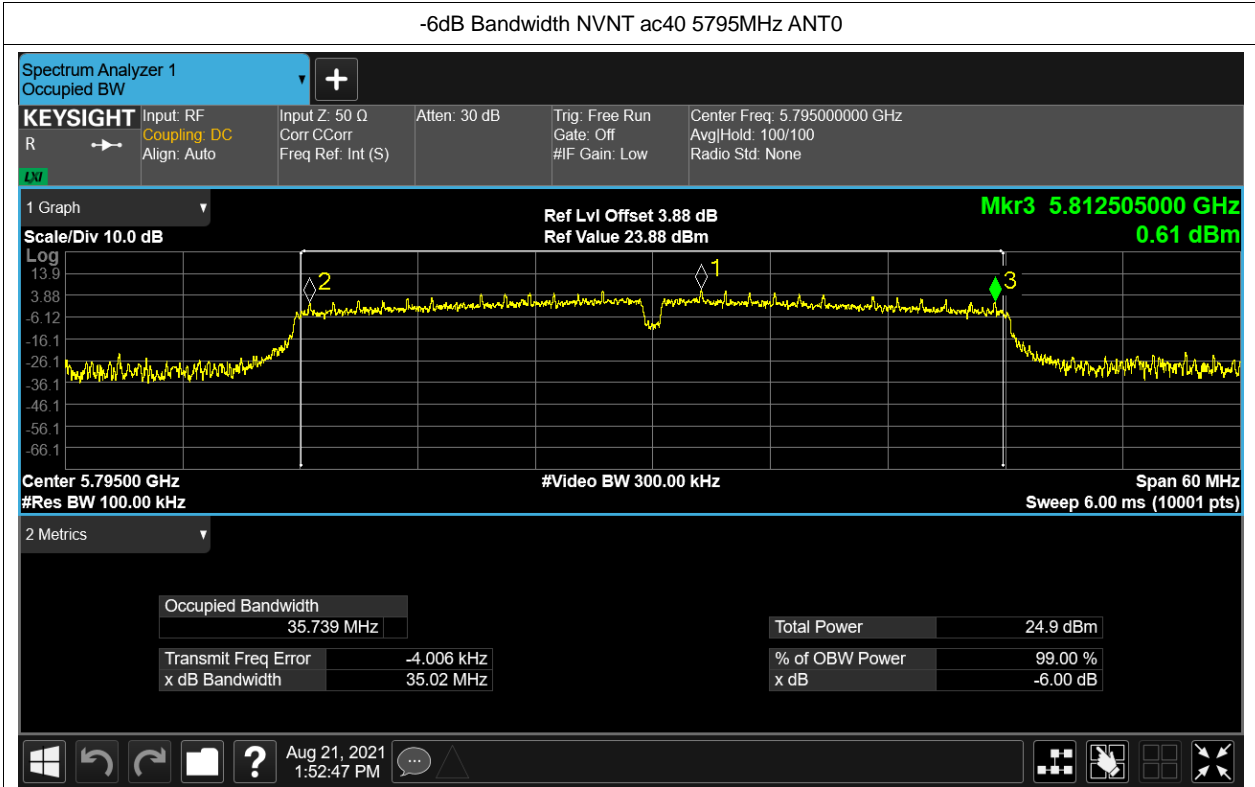 -6dB Bandwidth NVNT ac40 5795MHz ANT0
Spectrum Analyzer 1
Occupied BW
KEYSIGHT
R
LXI
Input: RF
Coupling: DC
Align: Auto
Input Z: 50 Ω
Corr CCorr
Freq Ref: Int (S)
Atten: 30 dB
Trig: Free Run
Gate: Off
#IF Gain: Low
Center Freq: 5.795000000 GHz
Avg|Hold: 100/100
Radio Std: None
1 Graph
Scale/Div 10.0 dB
Ref Lvl Offset 3.88 dB
Ref Value 23.88 dBm
Mkr3 5.812505000 GHz
0.61 dBm
Log
13.9
3.88
-6.12
-16.1
-26.1
-36.1
-46.1
-56.1
-66.1
2
1
3
Center 5.79500 GHz
#Res BW 100.00 kHz
#Video BW 300.00 kHz
Span 60 MHz
Sweep 6.00 ms (10001 pts)
2 Metrics
Occupied Bandwidth
35.739 MHz
Transmit Freq Error -4.006 kHz
x dB Bandwidth 35.02 MHz
Total Power 24.9 dBm
% of OBW Power 99.00 %
x dB -6.00 dB
?
Aug 21, 2021
1:52:47 PM